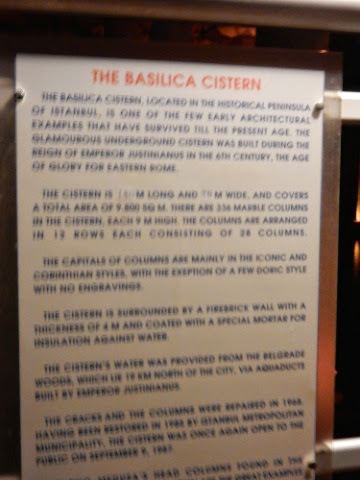 THE BASILICA CISTERN
THE BASILICA CISTERN, LOCATED IN THE HISTORICAL PENINSULA
OF ISTANBUL, IS ONE OF THE FEW EARLY ARCHITECTURAL
EXAMPLES THAT HAVE SURVIVED TILL THE PRESENT AGE. THE
GLAMOUROUS UNDERGROUND CISTERN WAS BUILT DURING THE
REIGN OF EMPEROR JUSTINIANUS IN THE 6TH CENTURY, THE AGE
OF GLORY FOR EASTERN ROME.
THE CISTERN IS M LONG AND M WIDE, AND COVERS
A TOTAL AREA OF 9.800 SQ M. THERE ARE 336 MARBLE COLUMNS
IN THE CISTERN, EACH 9 M HIGH. THE COLUMNS ARE ARRANGED
IN 12 ROWS EACH CONSISTING OF 28 COLUMNS.
THE CAPITALS OF COLUMNS ARE MAINLY IN THE ICONIC AND
CORINTHIAN STYLES, WITH THE EXEPTION OF A FEW DORIC STYLE
WITH NO ENGRAVINGS.
THE CISTERN IS SURROUNDED BY A FIREBRICK WALL WITH A
THICKNESS OF 4 M AND COATED WITH A SPECIAL MORTAR FOR
INSULATION AGAINST WATER.
THE CISTERN'S WATER WAS PROVIDED FROM THE BELGRADE
WOODS, WHICH LIE 19 KM NORTH OF THE CITY, VIA AQUADUCTS
BUILT BY EMPEROR JUSTINIANUS.
THE CRACKS AND THE COLUMNS WERE REPAIRED IN 1968.
HAVING BEEN RESTORED IN 1985 BY ISTANBUL METROPOLITAN
MUNICIPALITY, THE CISTERN WAS ONCE AGAIN OPEN TO THE
PUBLIC ON SEPTEMBER 9, 1987.
MEDUSA'S HEAD COLUMNS FOUND IN THE
GREAT EXAMPLES